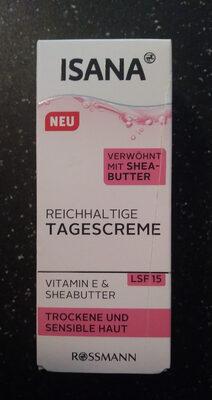 ISANA
NEU
VERWÖHNT
MIT SHEA-
BUTTER
REICHHALTIGE
TAGESCREME
VITAMIN E &
SHEABUTTER
LSF 15
TROCKENE UND
SENSIBLE HAUT
ROSSMANN